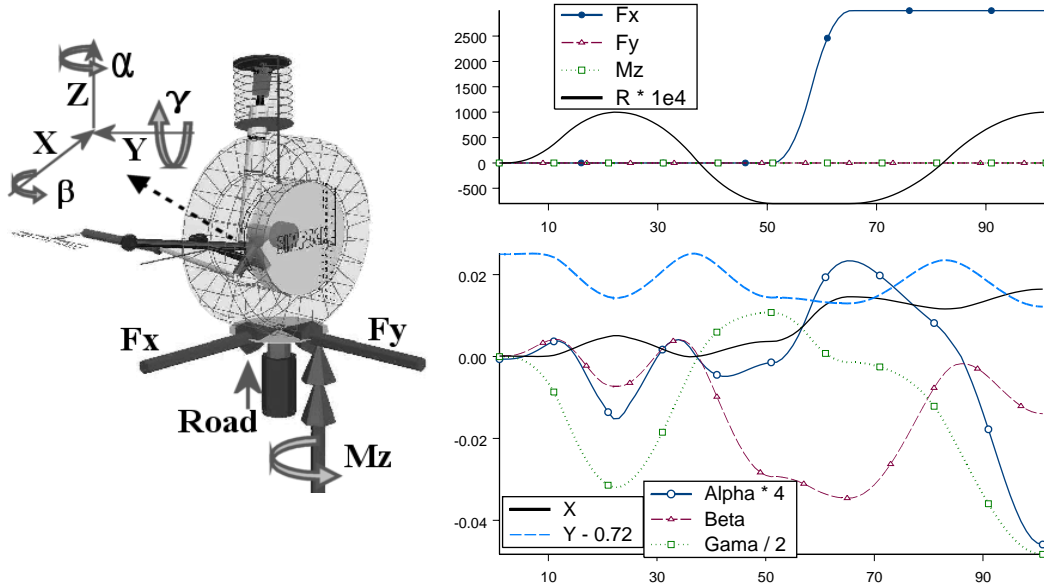 α
Z
γ
X
Y
β
Fx
Fy
Road
Mz
Fx
Fy
Mz
R * 1e4
2500
2000
1500
1000
500
0
-500
10
30
50
70
90
0.02
0.00
-0.02
-0.04
X
Y - 0.72
Alpha * 4
Beta
Gama / 2
10
30
50
70
90